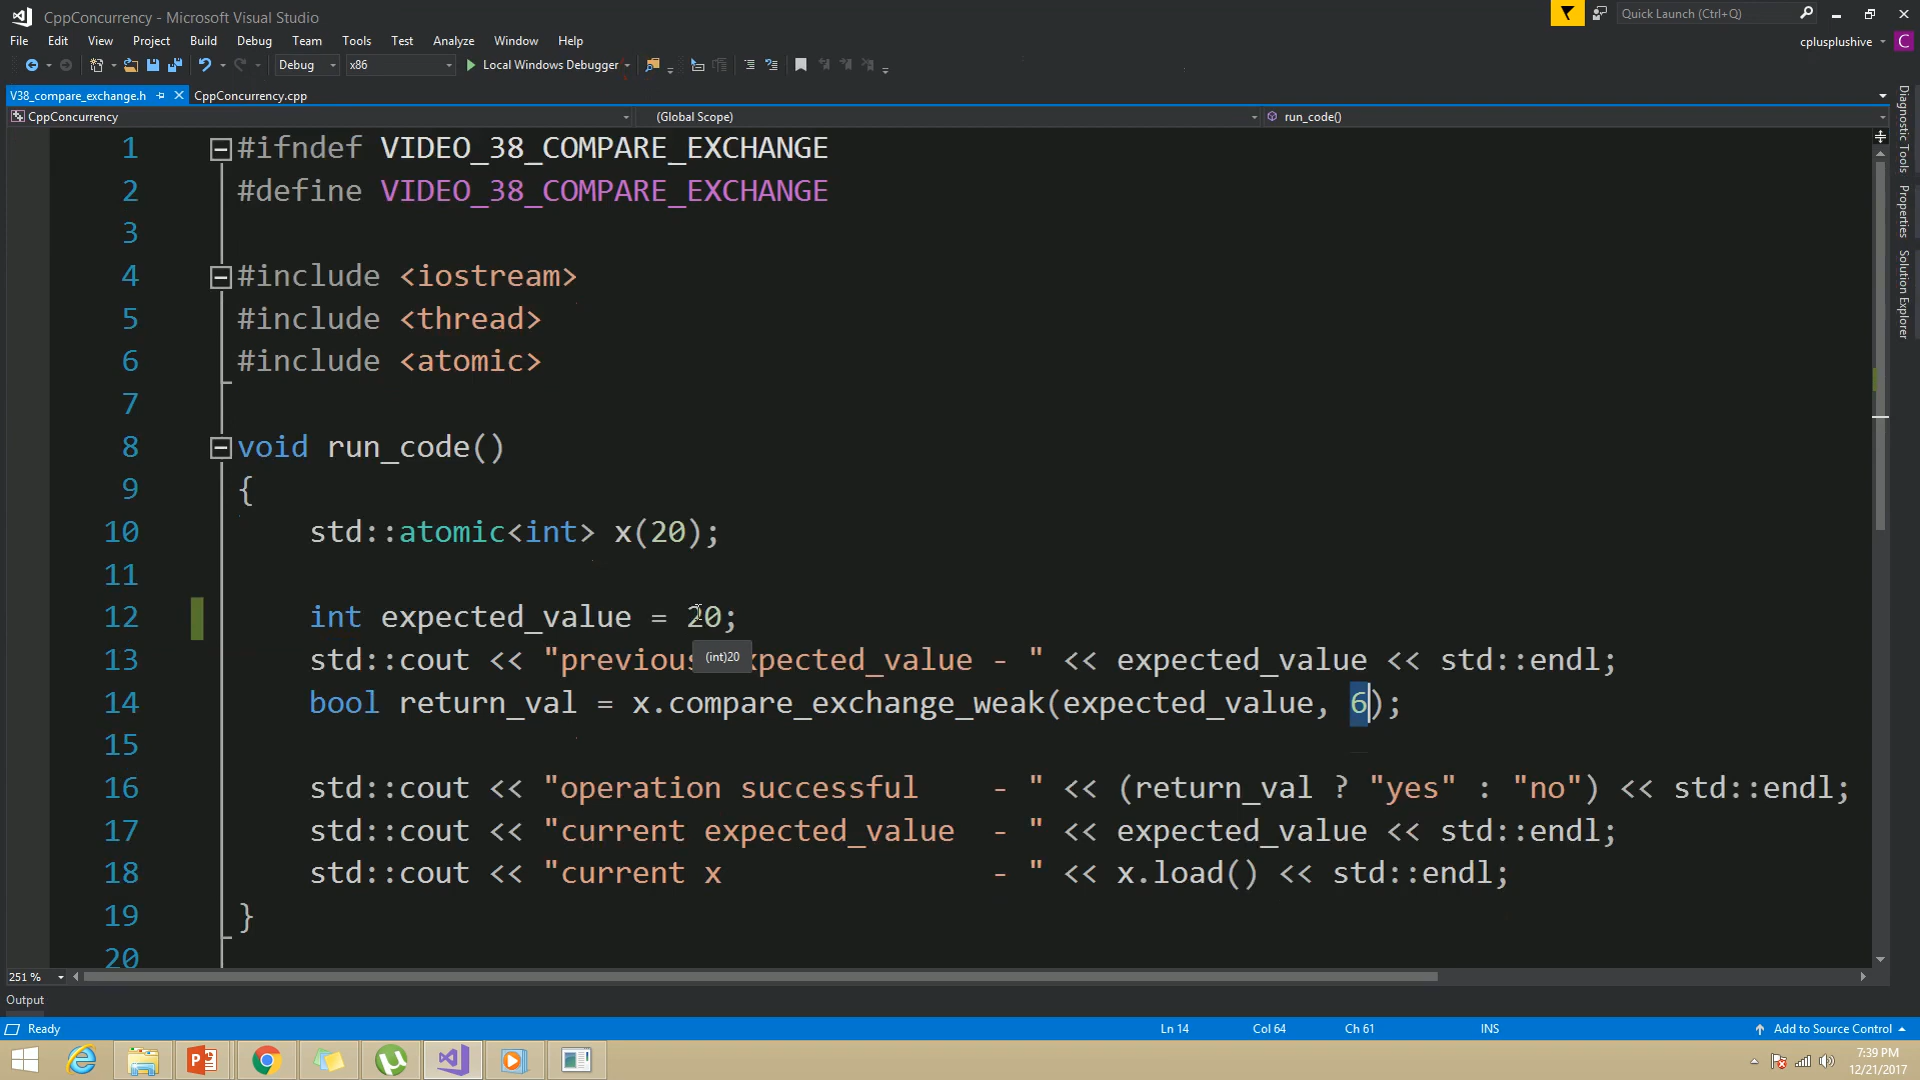 CppConcurrency - Microsoft Visual Studio
Quick Launch (Ctrl+Q)
File Edit View Project Build Debug Team Tools Test Analyze Window Help
cplusplushive C
Debug x86 Local Windows Debugger
V38_compare_exchange.h CppConcurrency.cpp
CppConcurrency (Global Scope) run_code()
Diagnostic Tools
Properties
Solution Explorer
1 #ifndef VIDEO_38_COMPARE_EXCHANGE
2 #define VIDEO_38_COMPARE_EXCHANGE
3
4 #include <iostream>
5 #include <thread>
6 #include <atomic>
7
8 void run_code()
9 {
10 std::atomic<int> x(20);
11
12 int expected_value = 20;
(int)20
13 std::cout << "previous expected_value - " << expected_value << std::endl;
14 bool return_val = x.compare_exchange_weak(expected_value, 6);
15
16 std::cout << "operation successful - " << (return_val ? "yes" : "no") << std::endl;
17 std::cout << "current expected_value - " << expected_value << std::endl;
18 std::cout << "current x - " << x.load() << std::endl;
19 }
20
251 %
Output
Ready Ln 14 Col 64 Ch 61 INS Add to Source Control
7:39 PM
12/21/2017